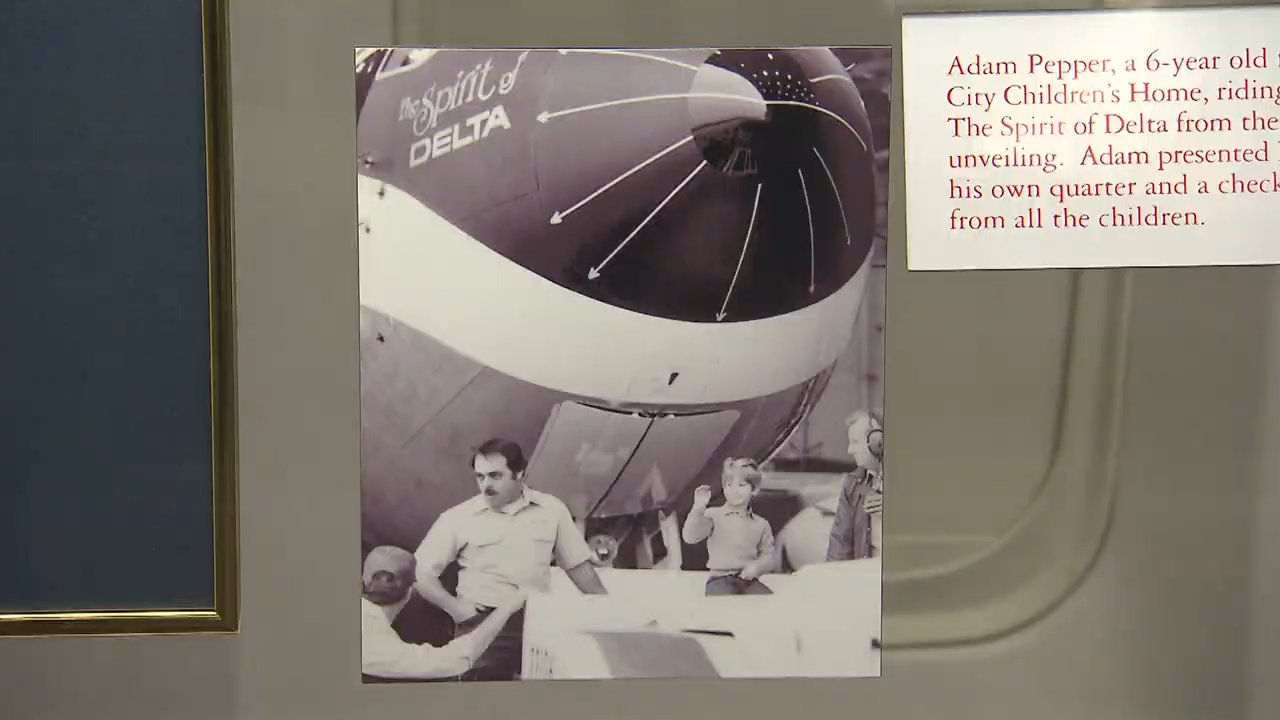 The Spirit of
DELTA
Adam Pepper, a 6-year old
City Children's Home, riding
The Spirit of Delta from the
unveiling. Adam presented
his own quarter and a check
from all the children.